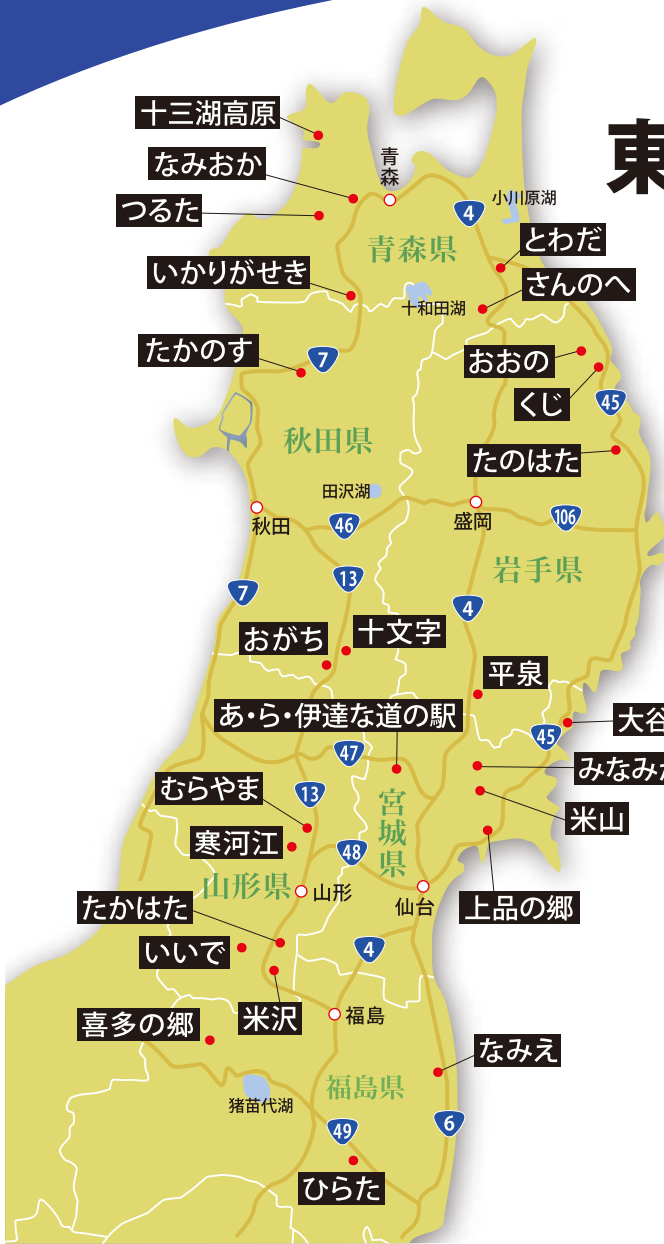 東
十三湖高原
なみおか
青森
つるた
4
小川原湖
青森県
とわだ
いかりがせき
さんのへ
十和田湖
たかのす
7
おおの
くじ
45
秋田県
たのはた
田沢湖
秋田
46
盛岡
106
岩手県
13
7
4
おがち
十文字
平泉
あ・ら・伊達な道の駅
大谷
45
47
みなみか
むらやま
13
宮城県
米山
寒河江
48
山形県
山形
仙台
たかはた
上品の郷
いいで
4
米沢
喜多の郷
福島
なみえ
福島県
猪苗代湖
49
6
ひらた